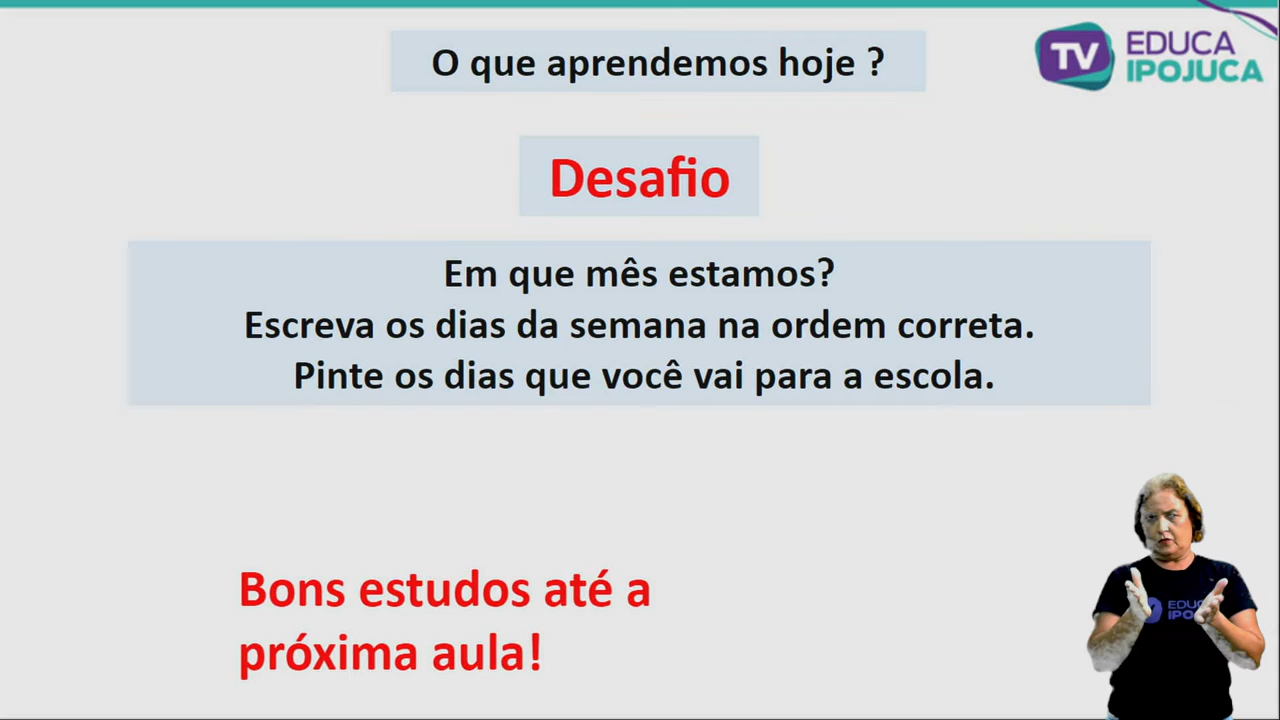 O que aprendemos hoje ?
TV EDUCA
IPOJUCA
Desafio
Em que mês estamos?
Escreva os dias da semana na ordem correta.
Pinte os dias que você vai para a escola.
Bons estudos até a
próxima aula!